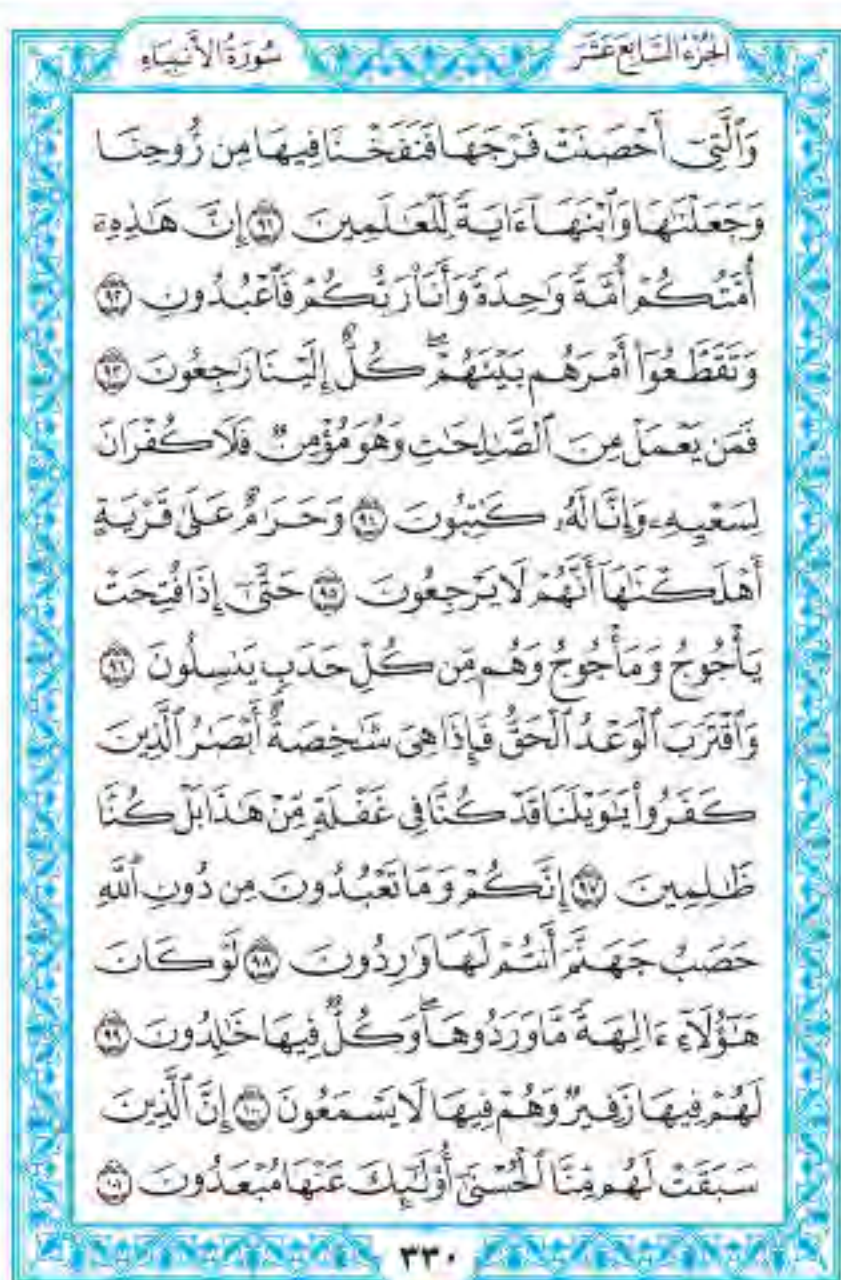 الجزء السابع عشر
سورة الأنبياء
وَٱلَّتِيٓ أَحۡصَنَتۡ فَرۡجَهَا فَنَفَخۡنَا فِيهَا مِن رُّوحِنَا
وَجَعَلۡنَٰهَا وَٱبۡنَهَآ ءَايَةٗ لِّلۡعَٰلَمِينَ ٩١ إِنَّ هَٰذِهِۦٓ
أُمَّتُكُمۡ أُمَّةٗ وَٰحِدَةٗ وَأَنَا۠ رَبُّكُمۡ فَٱعۡبُدُونِ ٩٢
وَتَقَطَّعُوٓاْ أَمۡرَهُم بَيۡنَهُمۡۖ كُلٌّ إِلَيۡنَا رَٰجِعُونَ ٩٣
فَمَن يَعۡمَلۡ مِنَ ٱلصَّٰلِحَٰتِ وَهُوَ مُؤۡمِنٞ فَلَا كُفۡرَانَ
لِسَعۡيِهِۦ وَإِنَّا لَهُۥ كَٰتِبُونَ ٩٤ وَحَرَٰمٌ عَلَىٰ قَرۡيَةٍ
أَهۡلَكۡنَٰهَآ أَنَّهُمۡ لَا يَرۡجِعُونَ ٩٥ حَتَّىٰٓ إِذَا فُتِحَتۡ
يَأۡجُوجُ وَمَأۡجُوجُ وَهُم مِّن كُلِّ حَدَبٖ يَنسِلُونَ ٩٦
وَٱقۡتَرَبَ ٱلۡوَعۡدُ ٱلۡحَقُّ فَإِذَا هِيَ شَٰخِصَةٌ أَبۡصَٰرُ ٱلَّذِينَ
كَفَرُواْ يَٰوَيۡلَنَا قَدۡ كُنَّا فِي غَفۡلَةٖ مِّنۡ هَٰذَا بَلۡ كُنَّا
ظَٰلِمِينَ ٩٧ إِنَّكُمۡ وَمَا تَعۡبُدُونَ مِن دُونِ ٱللَّهِ
حَصَبُ جَهَنَّمَ أَنتُمۡ لَهَا وَٰرِدُونَ ٩٨ لَوۡ كَانَ
هَٰٓؤُلَآءِ ءَالِهَةٗ مَّا وَرَدُوهَاۖ وَكُلّٞ فِيهَا خَٰلِدُونَ ٩٩
لَهُمۡ فِيهَا زَفِيرٞ وَهُمۡ فِيهَا لَا يَسۡمَعُونَ ١٠٠ إِنَّ ٱلَّذِينَ
سَبَقَتۡ لَهُم مِّنَّا ٱلۡحُسۡنَىٰٓ أُوْلَٰٓئِكَ عَنۡهَا مُبۡعَدُونَ ١٠١
٣٣٠